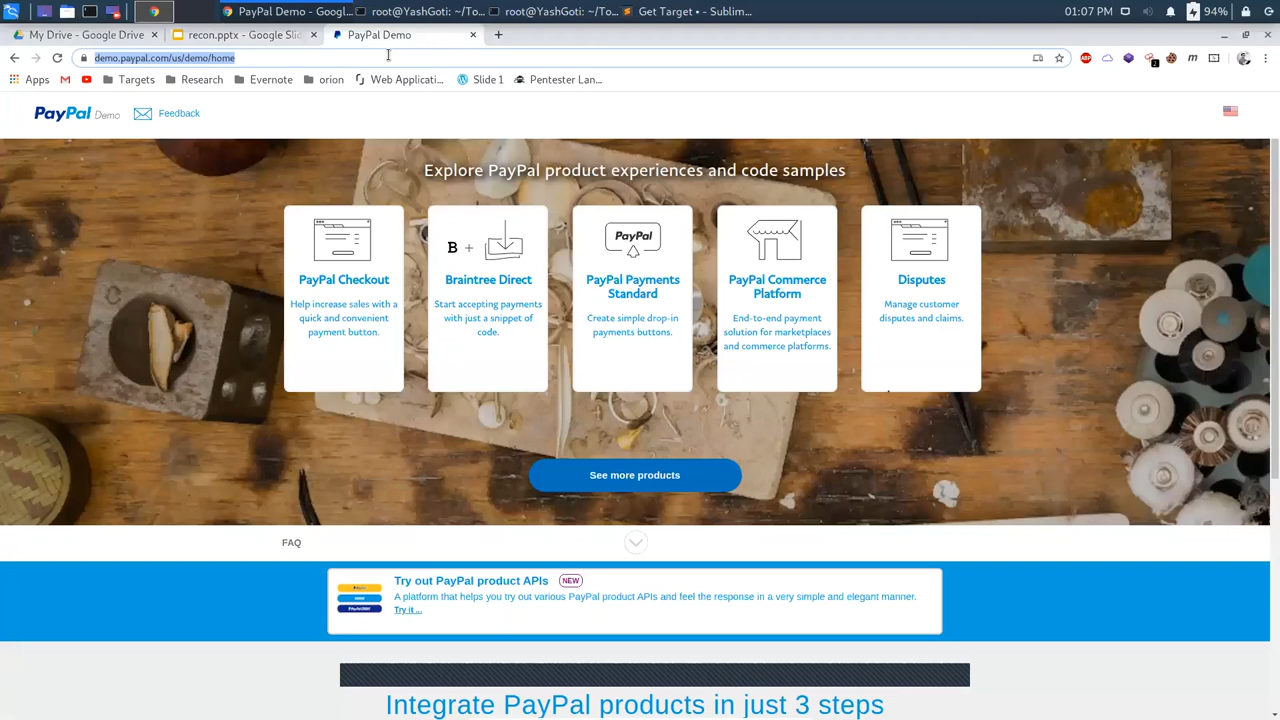 PayPal Demo - Googl...
root@YashGoti: ~/To...
root@YashGoti: ~/To...
Get Target • - Sublim...
01:07 PM
94%
My Drive - Google Drive
recon.pptx - Google Slid
PayPal Demo
demo.paypal.com/us/demo/home
2
m
Apps
Targets
Research
Evernote
orion
Web Applicati...
Slide 1
Pentester Lan...
PayPal Demo
Feedback
Explore PayPal product experiences and code samples
B +
PayPal
PayPal Checkout
Help increase sales with a
quick and convenient
payment button.
Braintree Direct
Start accepting payments
with just a snippet of
code.
PayPal Payments
Standard
Create simple drop-in
payments buttons.
PayPal Commerce
Platform
End-to-end payment
solution for marketplaces
and commerce platforms.
Disputes
Manage customer
disputes and claims.
See more products
FAQ
Try out PayPal product APIs NEW
A platform that helps you try out various PayPal product APIs and feel the response in a very simple and elegant manner.
Try it ...
Integrate PayPal products in just 3 steps